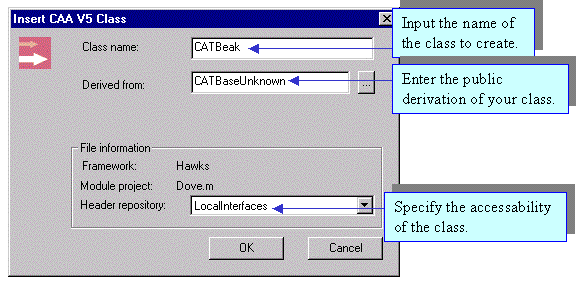 Insert CAA V5 Class
Class name:
CATBeak
Derived from:
CATBaseUnknown
...
File information
Framework:
Hawks
Module project:
Dove.m
Header repository:
LocalInterfaces
OK
Cancel
Input the name of
the class to create.
Enter the public
derivation of your class.
Specify the accessability
of the class.